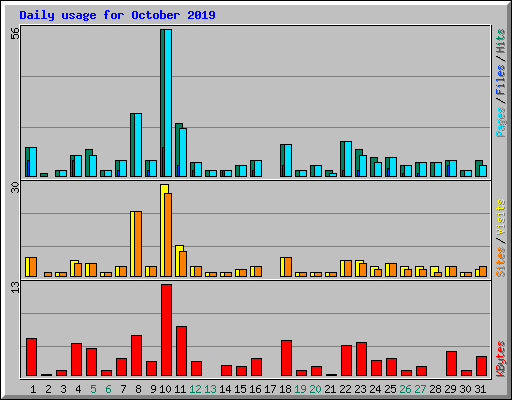 Daily usage for October 2019
56
Pages / Files / Hits
30
Sites / Visits
13
KBytes
1 2 3 4 5 6 7 8 9 10 11 12 13 14 15 16 17 18 19 20 21 22 23 24 25 26 27 28 29 30 31